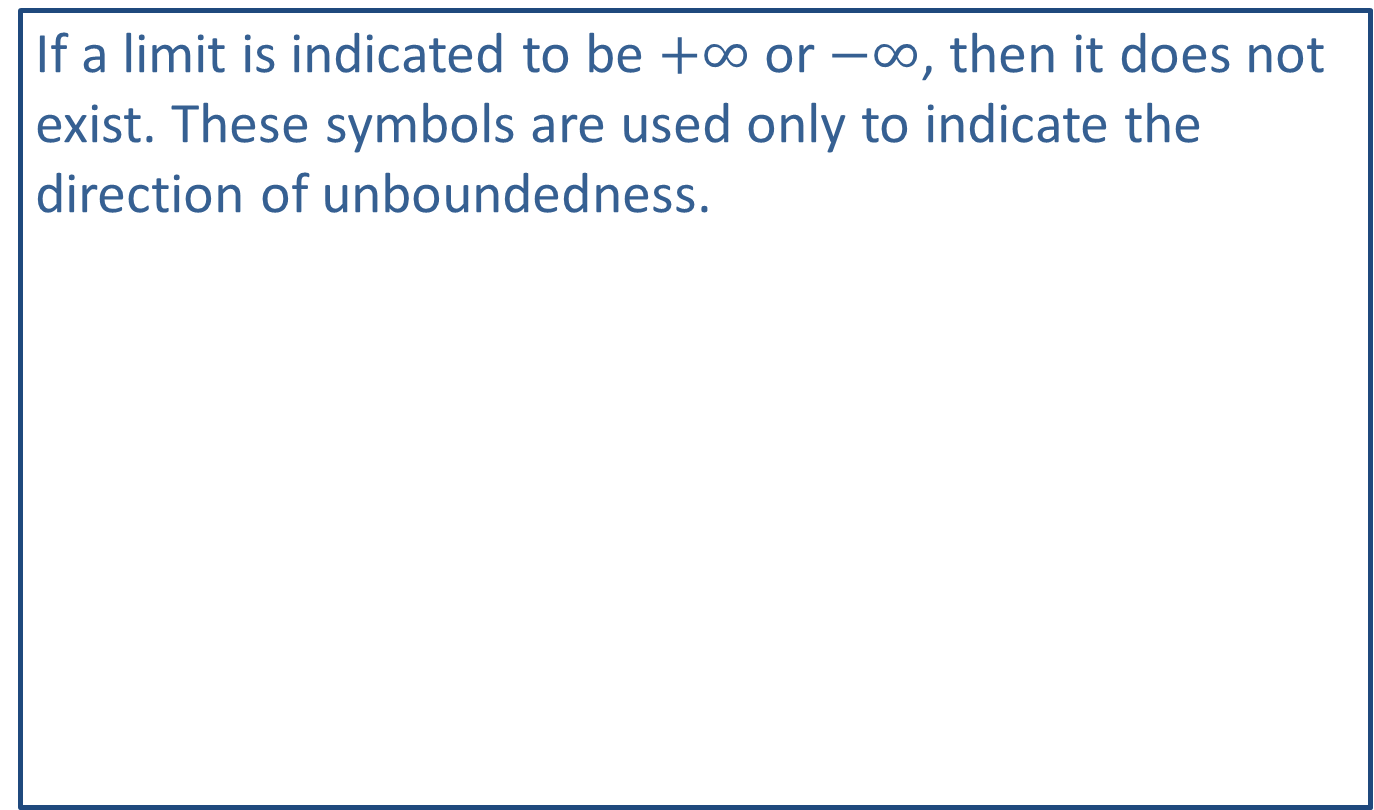 If a limit is indicated to be +∞ or −∞, then it does not
exist. These symbols are used only to indicate the
direction of unboundedness.